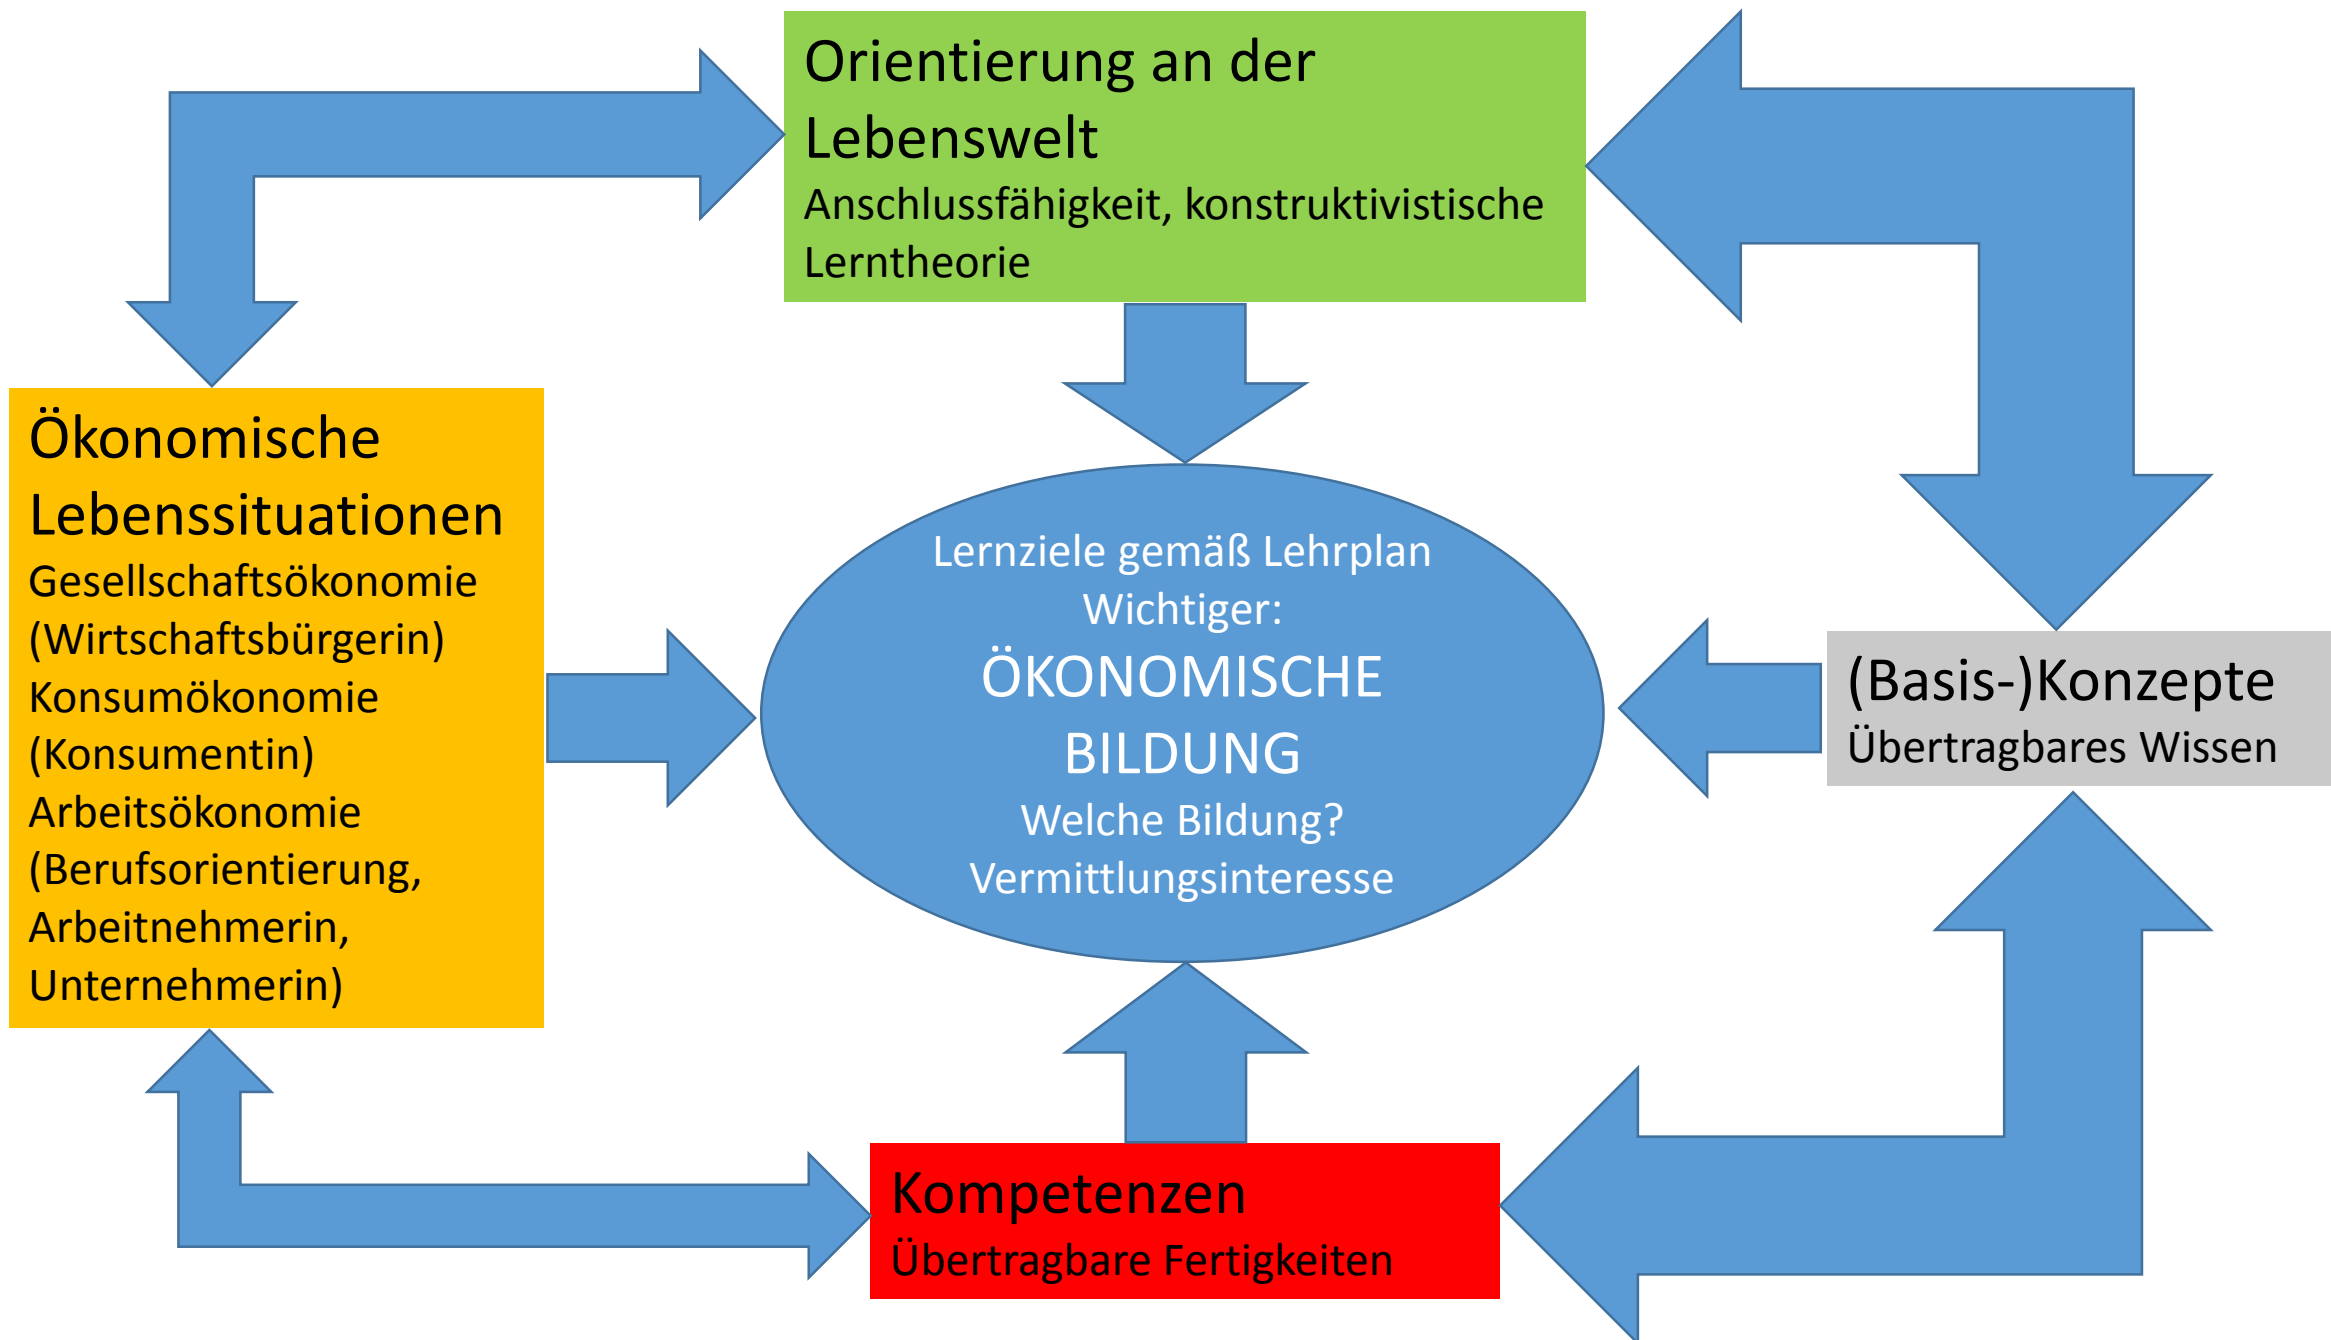 Orientierung an der
Lebenswelt
Anschlussfähigkeit, konstruktivistische
Lerntheorie
Ökonomische
Lebenssituationen
Gesellschaftsökonomie
(Wirtschaftsbürgerin)
Konsumökonomie
(Konsumentin)
Arbeitsökonomie
(Berufsorientierung,
Arbeitnehmerin,
Unternehmerin)
Lernziele gemäß Lehrplan
Wichtiger:
ÖKONOMISCHE
BILDUNG
Welche Bildung?
Vermittlungsinteresse
(Basis-)Konzepte
Übertragbares Wissen
Kompetenzen
Übertragbare Fertigkeiten